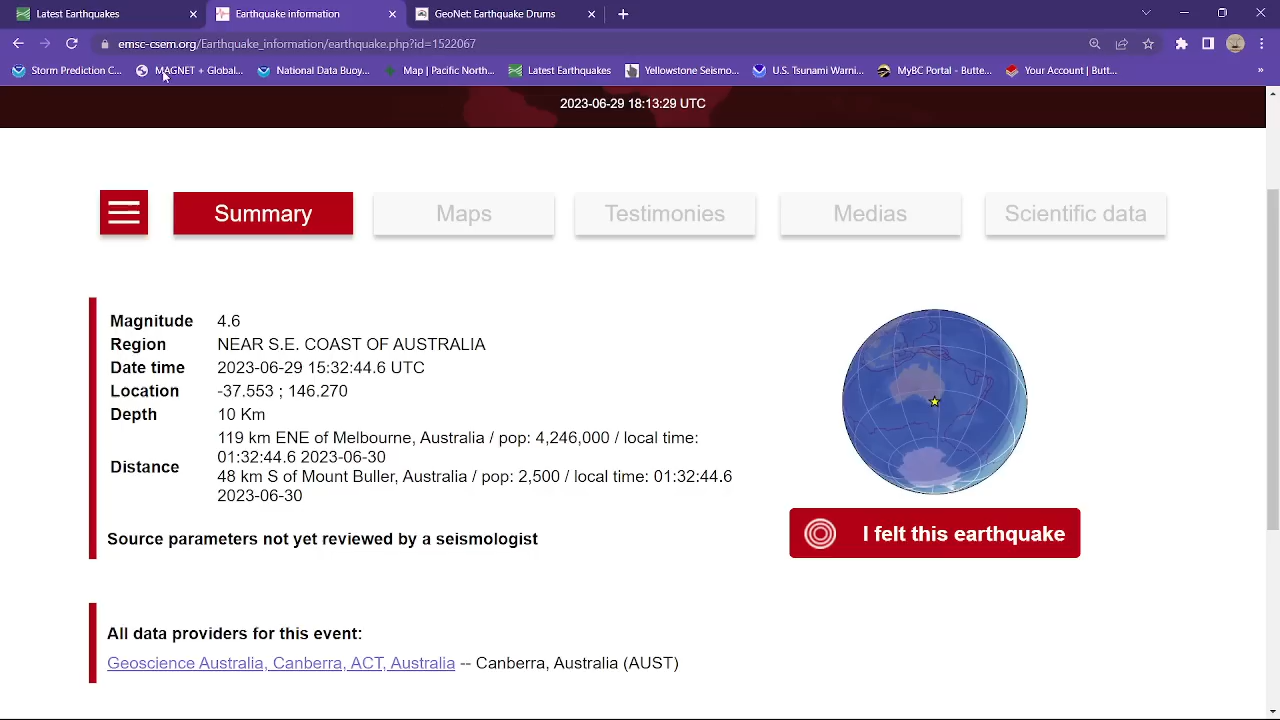 Latest Earthquakes
Earthquake information
GeoNet: Earthquake Drums
emsc-csem.org/Earthquake_information/earthquake.php?id=1522067
Storm Prediction C...
MAGNET + Global...
National Data Buoy...
Map | Pacific North...
Latest Earthquakes
Yellowstone Seismo...
U.S. Tsunami Warni...
MyBC Portal - Butte...
Your Account | Butt...
»
2023-06-29 18:13:29 UTC
Summary
Maps
Testimonies
Medias
Scientific data
Magnitude 4.6
Region NEAR S.E. COAST OF AUSTRALIA
Date time 2023-06-29 15:32:44.6 UTC
Location -37.553 ; 146.270
Depth 10 Km
119 km ENE of Melbourne, Australia / pop: 4,246,000 / local time:
01:32:44.6 2023-06-30
Distance
48 km S of Mount Buller, Australia / pop: 2,500 / local time: 01:32:44.6
2023-06-30
Source parameters not yet reviewed by a seismologist
I felt this earthquake
All data providers for this event:
Geoscience Australia, Canberra, ACT, Australia -- Canberra, Australia (AUST)